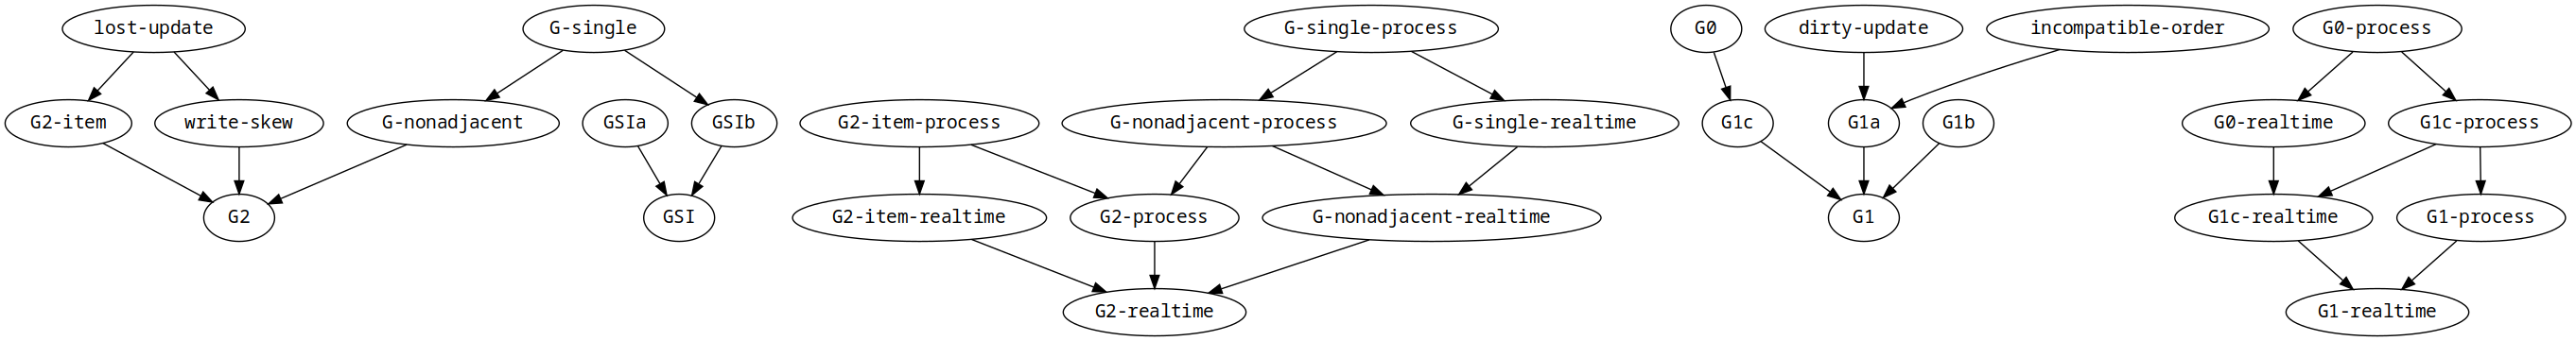 lost-update
G-single
G-single-process
G0
dirty-update
incompatible-order
G0-process
G2-item
write-skew
G-nonadjacent
GSIa
GSIb
G2-item-process
G-nonadjacent-process
G-single-realtime
G1c
G1a
G1b
G0-realtime
G1c-process
G2
GSI
G2-item-realtime
G2-process
G-nonadjacent-realtime
G1
G1c-realtime
G1-process
G2-realtime
G1-realtime